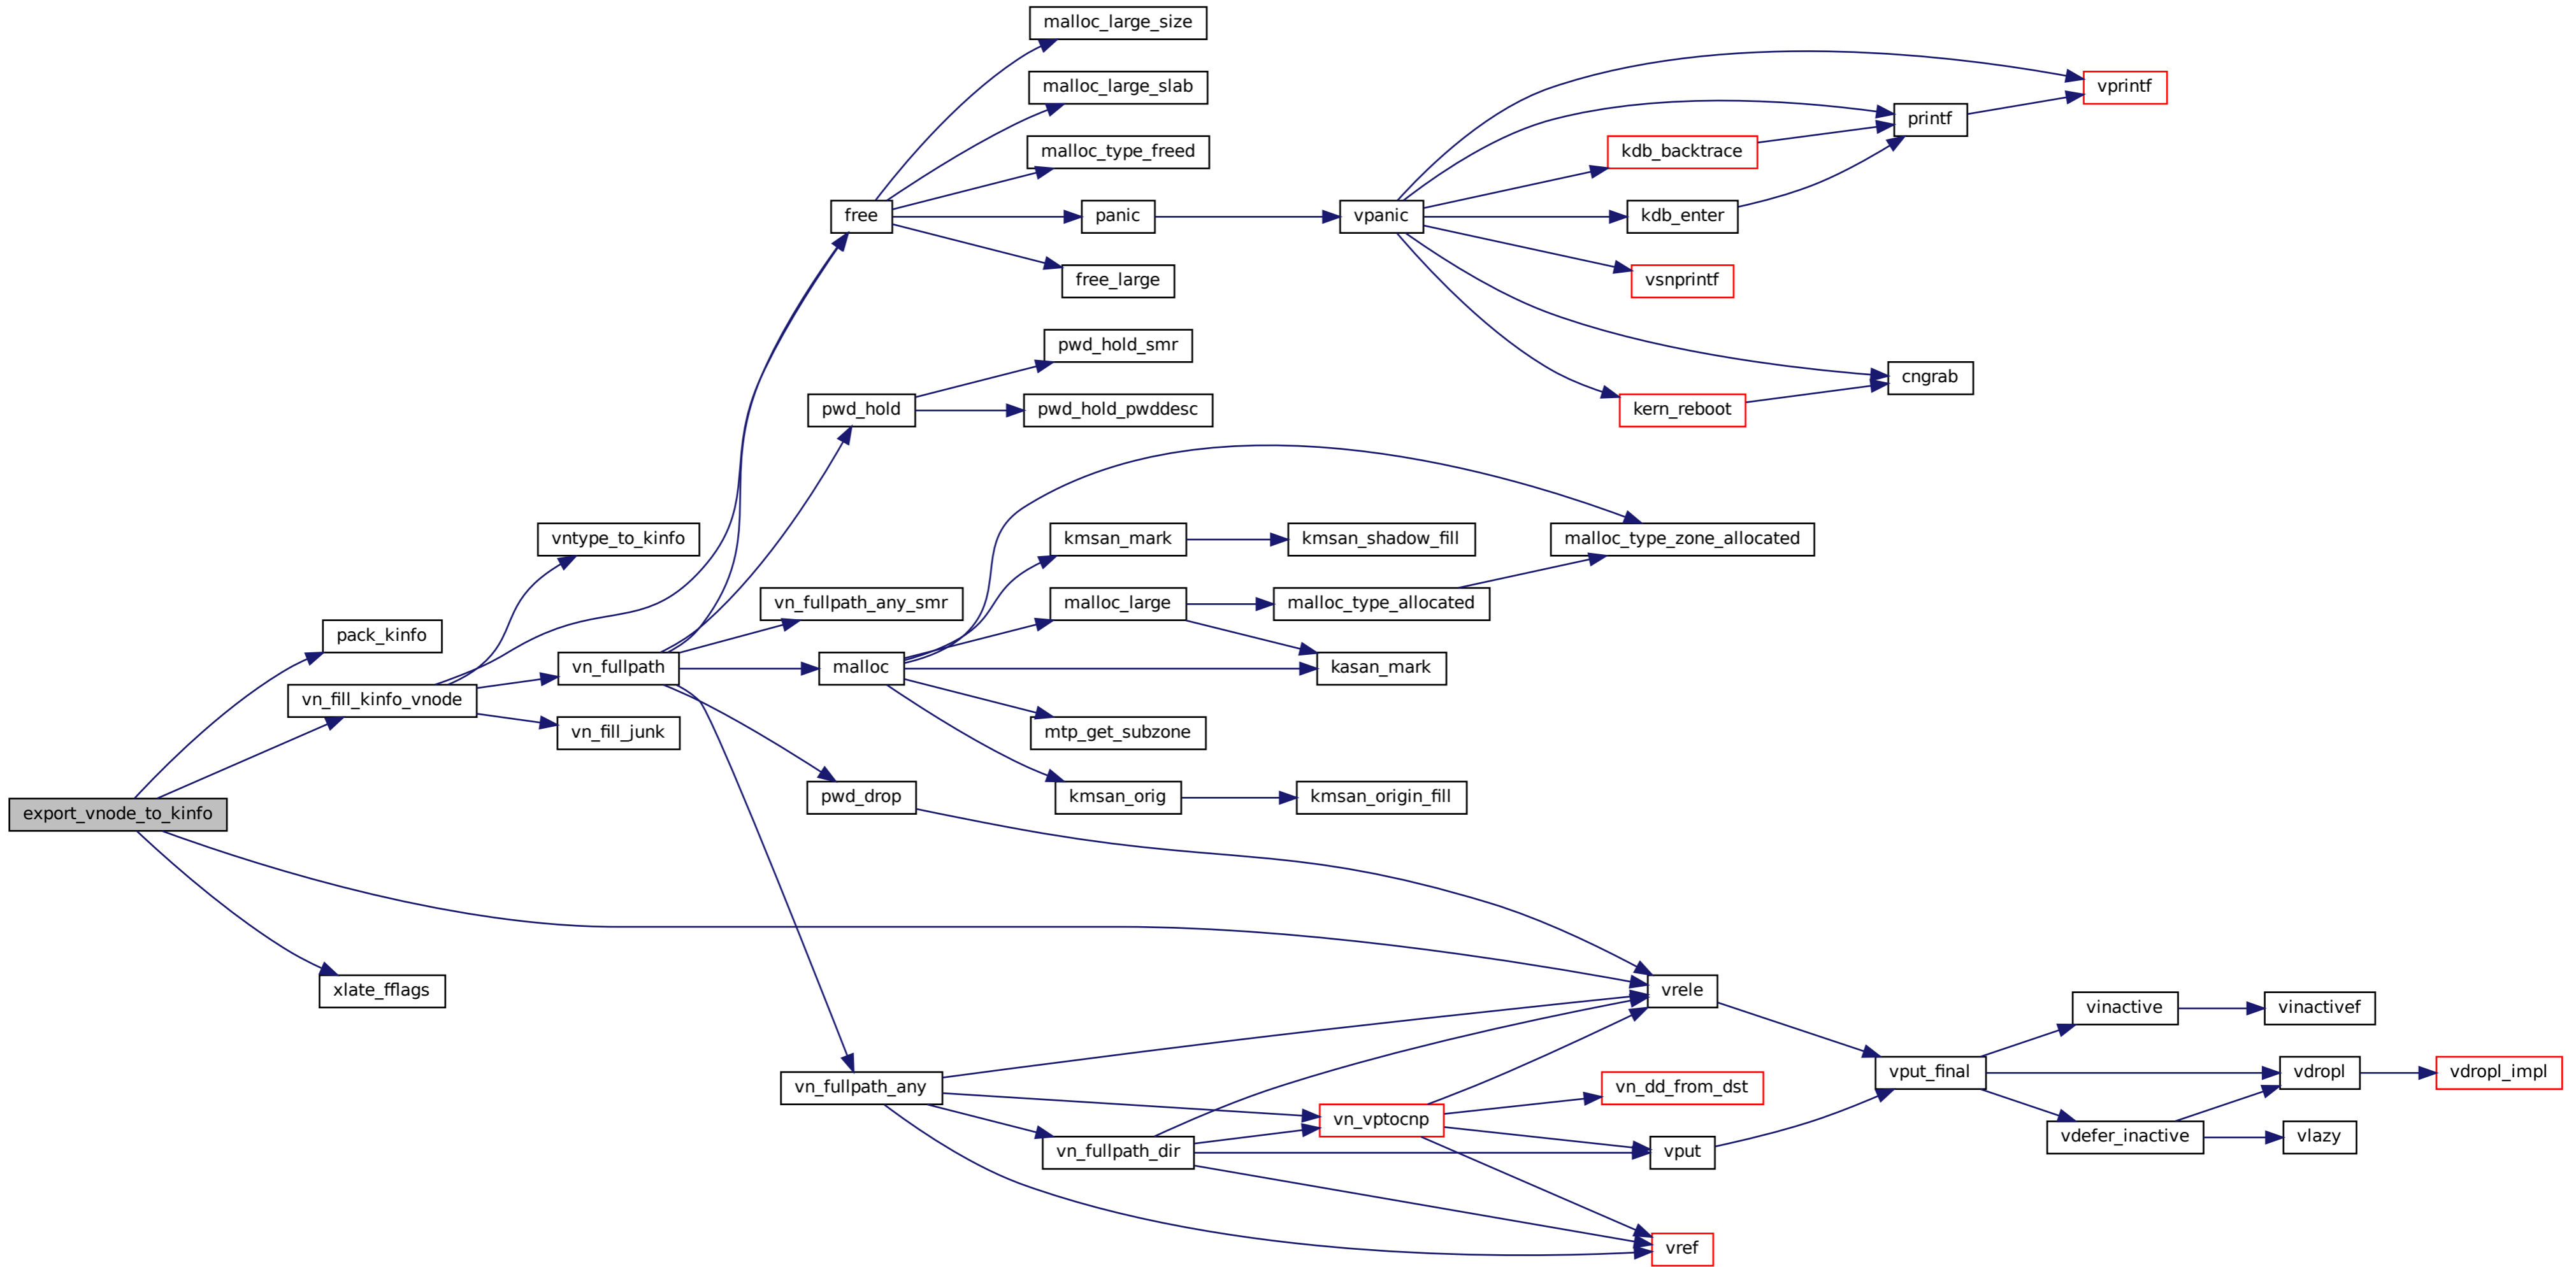 malloc_large_size
malloc_large_slab
vprintf
printf
malloc_type_freed
kdb_backtrace
free
panic
vpanic
kdb_enter
free_large
vsnprintf
pwd_hold_smr
cngrab
pwd_hold
pwd_hold_pwddesc
kern_reboot
vntype_to_kinfo
kmsan_mark
kmsan_shadow_fill
malloc_type_zone_allocated
vn_fullpath_any_smr
malloc_large
malloc_type_allocated
pack_kinfo
vn_fullpath
malloc
kasan_mark
vn_fill_kinfo_vnode
vn_fill_junk
mtp_get_subzone
pwd_drop
kmsan_orig
kmsan_origin_fill
export_vnode_to_kinfo
xlate_fflags
vrele
vinactive
vinactivef
vn_fullpath_any
vn_dd_from_dst
vput_final
vdropl
vdropl_impl
vn_vptocnp
vn_fullpath_dir
vput
vdefer_inactive
vlazy
vref